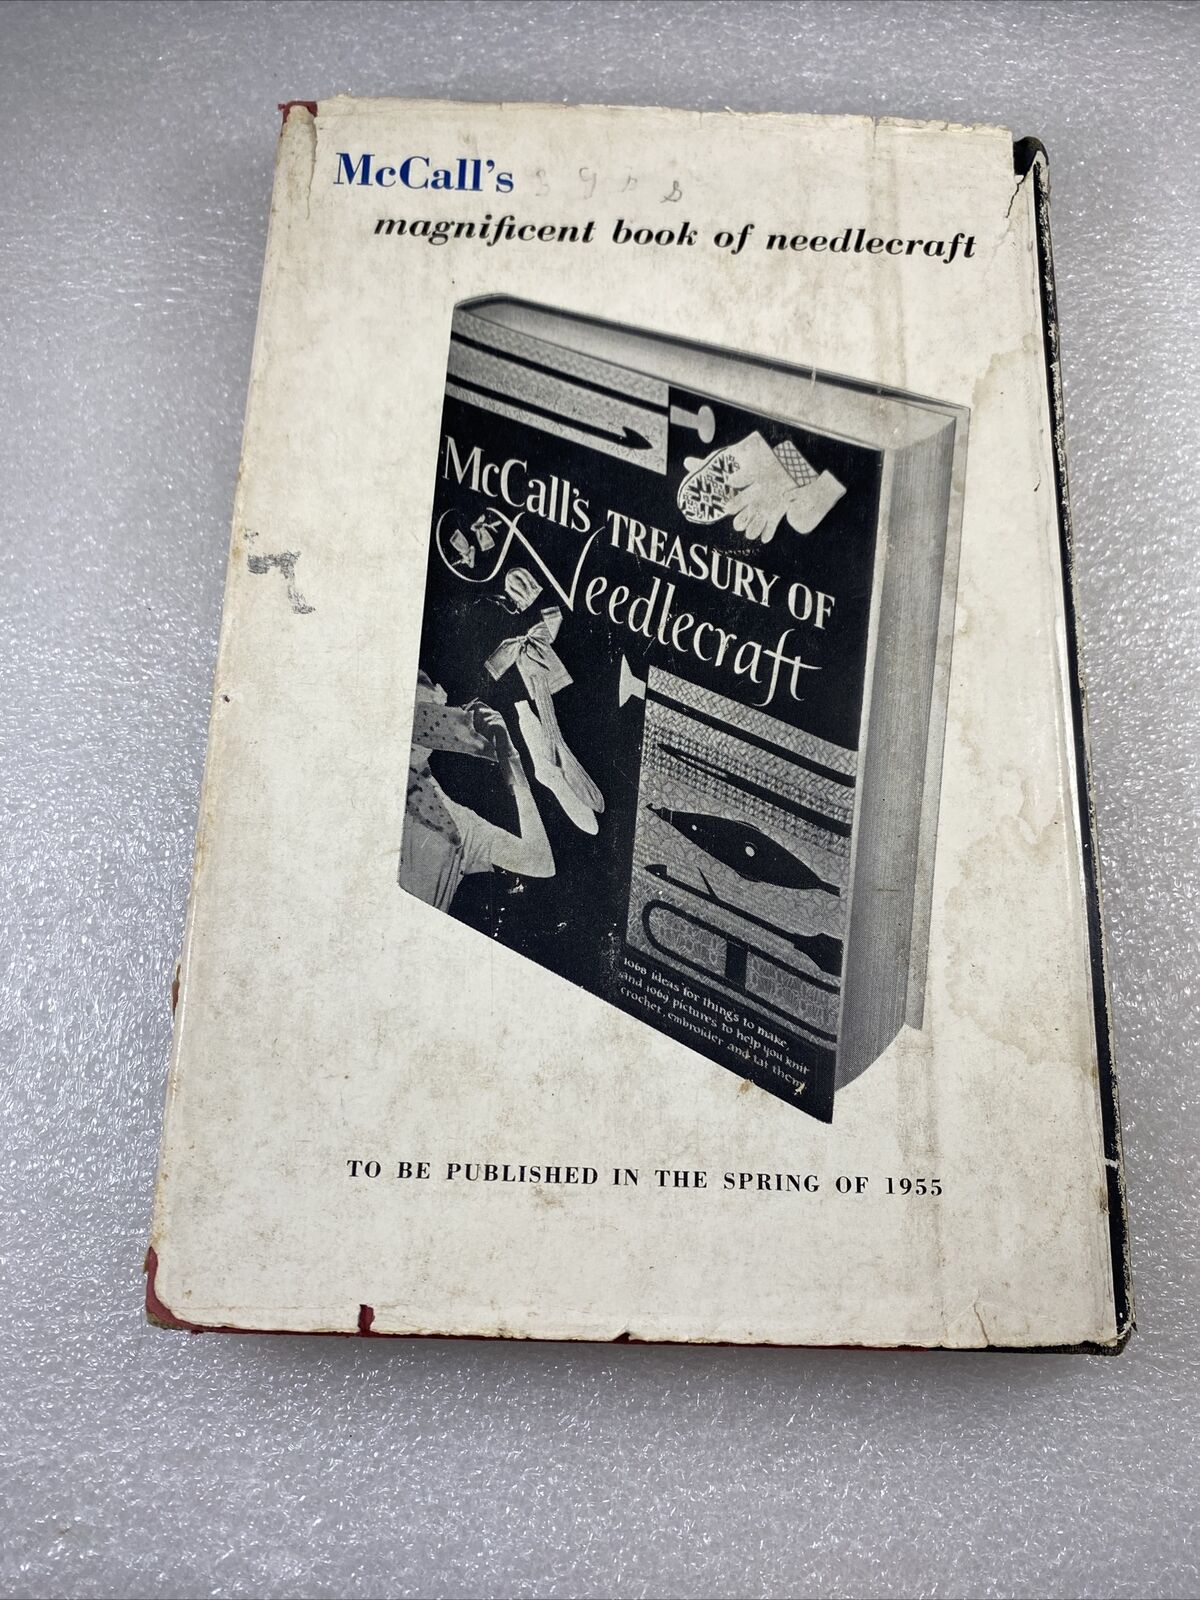 McCall's
magnificent book of needlecraft
McCall's TREASURY OF
Needlecraft
1068 ideas for things to make,
and 1069 pictures to help you knit
crochet, embroider and tat them
TO BE PUBLISHED IN THE SPRING OF 1955